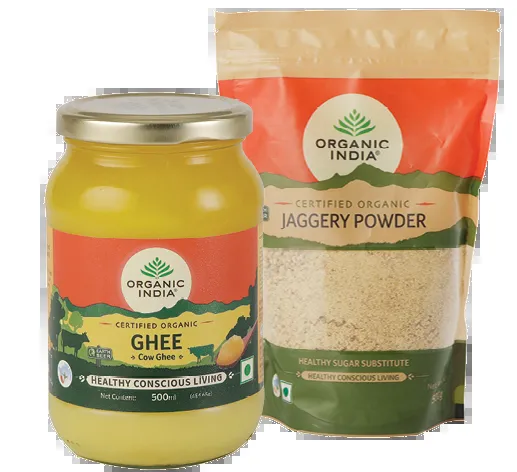 ORGANIC
INDIA®
CERTIFIED ORGANIC
GHEE
Cow Ghee
HEALTHY CONSCIOUS LIVING
Net Content: 500ml
ORGANIC
INDIA®
CERTIFIED ORGANIC
JAGGERY POWDER
HEALTHY SUGAR SUBSTITUTE
HEALTHY CONSCIOUS LIVING